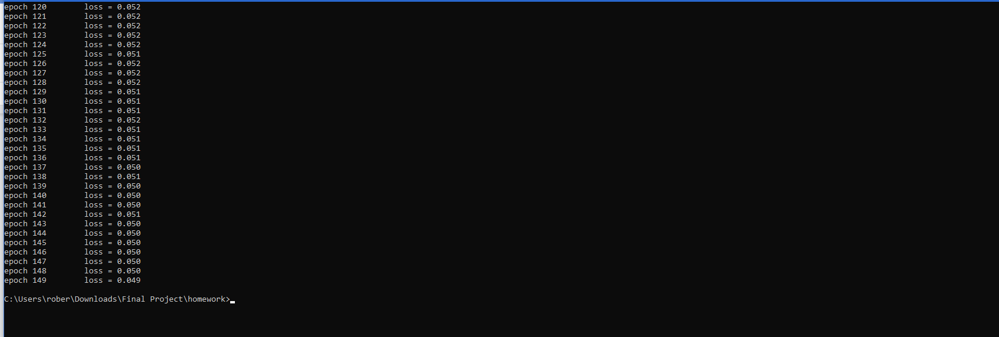 epoch 120        loss = 0.052
epoch 121        loss = 0.052
epoch 122        loss = 0.052
epoch 123        loss = 0.052
epoch 124        loss = 0.052
epoch 125        loss = 0.051
epoch 126        loss = 0.052
epoch 127        loss = 0.052
epoch 128        loss = 0.052
epoch 129        loss = 0.051
epoch 130        loss = 0.051
epoch 131        loss = 0.051
epoch 132        loss = 0.052
epoch 133        loss = 0.051
epoch 134        loss = 0.051
epoch 135        loss = 0.051
epoch 136        loss = 0.051
epoch 137        loss = 0.050
epoch 138        loss = 0.051
epoch 139        loss = 0.050
epoch 140        loss = 0.050
epoch 141        loss = 0.050
epoch 142        loss = 0.051
epoch 143        loss = 0.050
epoch 144        loss = 0.050
epoch 145        loss = 0.050
epoch 146        loss = 0.050
epoch 147        loss = 0.050
epoch 148        loss = 0.050
epoch 149        loss = 0.049
C:\Users\rober\Downloads\Final Project\homework>